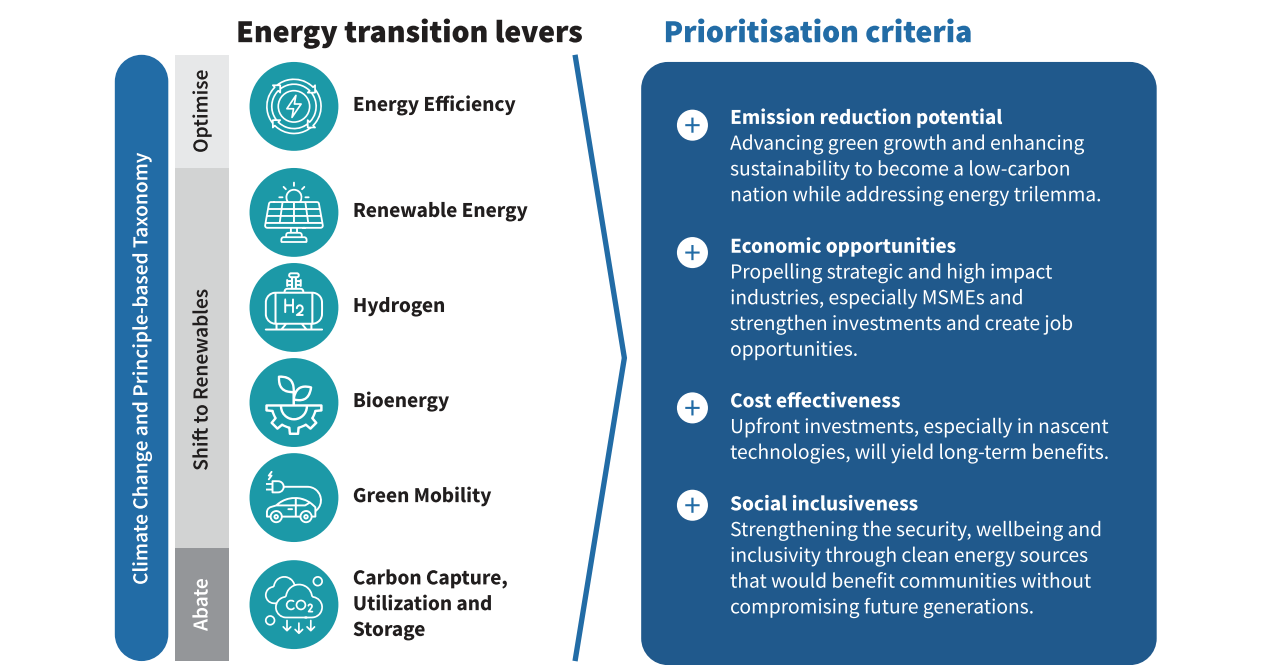 Energy transition levers
Prioritisation criteria
Climate Change and Principle-based Taxonomy
Optimise
Energy Efficiency
Shift to Renewables
Renewable Energy
H2
Hydrogen
Bioenergy
Green Mobility
Abate
CO2
Carbon Capture,
Utilization and
Storage
Emission reduction potential
Advancing green growth and enhancing
sustainability to become a low-carbon
nation while addressing energy trilemma.
Economic opportunities
Propelling strategic and high impact
industries, especially MSMEs and
strengthen investments and create job
opportunities.
Cost effectiveness
Upfront investments, especially in nascent
technologies, will yield long-term benefits.
Social inclusiveness
Strengthening the security, wellbeing and
inclusivity through clean energy sources
that would benefit communities without
compromising future generations.